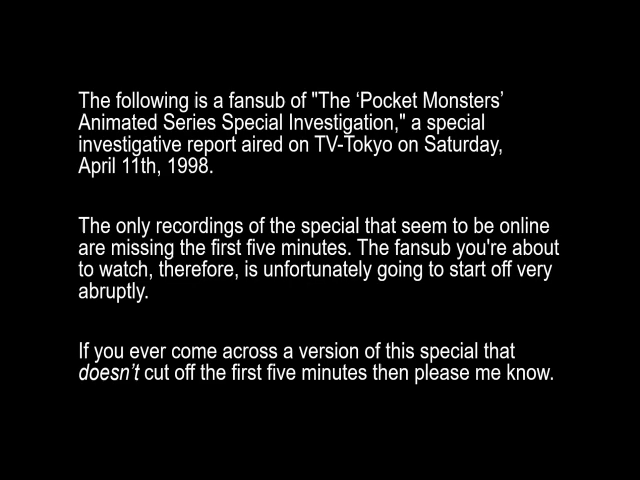 The following is a fansub of "The ‘Pocket Monsters’
Animated Series Special Investigation," a special
investigative report aired on TV-Tokyo on Saturday,
April 11th, 1998.
The only recordings of the special that seem to be online
are missing the first five minutes. The fansub you're about
to watch, therefore, is unfortunately going to start off very
abruptly.
If you ever come across a version of this special that
doesn’t cut off the first five minutes then please me know.